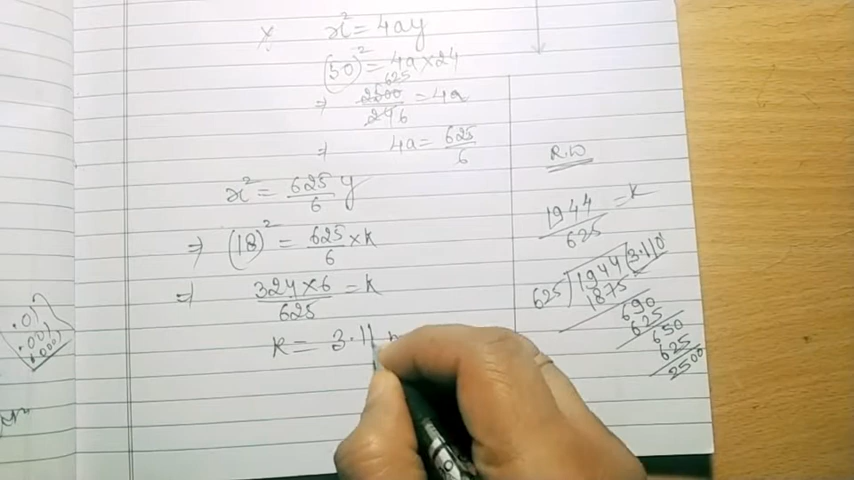 x² = 4ay
(50)² = 4a × 24
625
⇒ 2500/24 6 = 4a
⇒ 4a = 625/6
x² = 625/6 y
⇒ (18)² = 625/6 × k
⇒ 324 × 6/625 = k
k = 3.11
R.W
1944/625 = k
625) 1944 (3.110
1875
690
625
650
625
2500
.01
.001